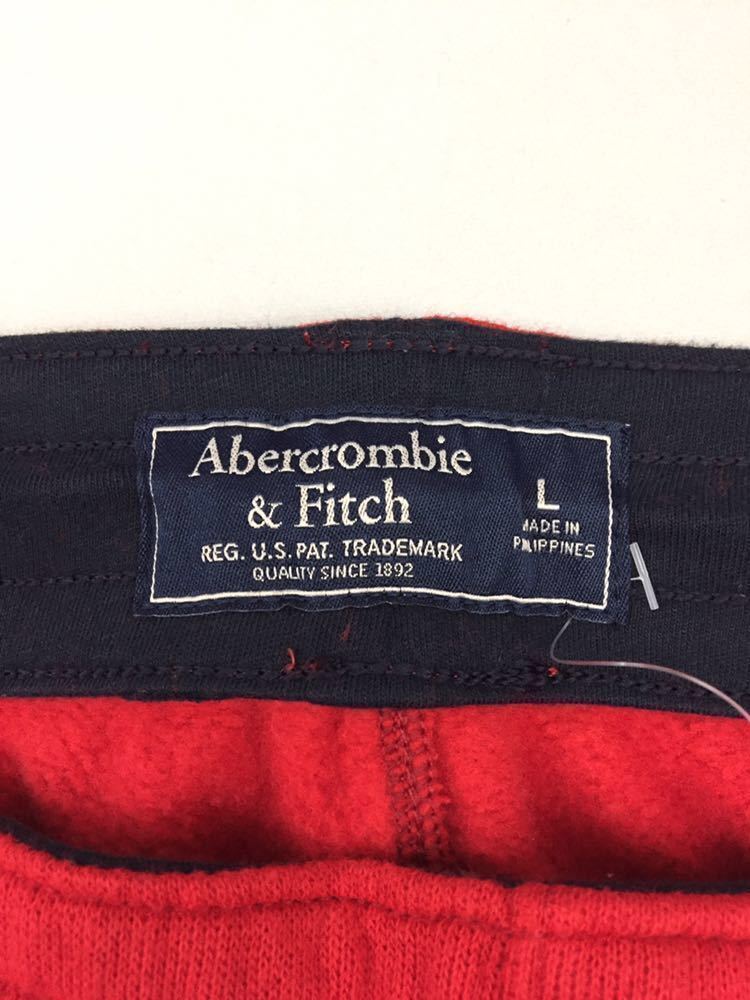 Abercrombie
& Fitch
REG. U.S. PAT. TRADEMARK
QUALITY SINCE 1892
L
MADE IN
PHILIPPINES